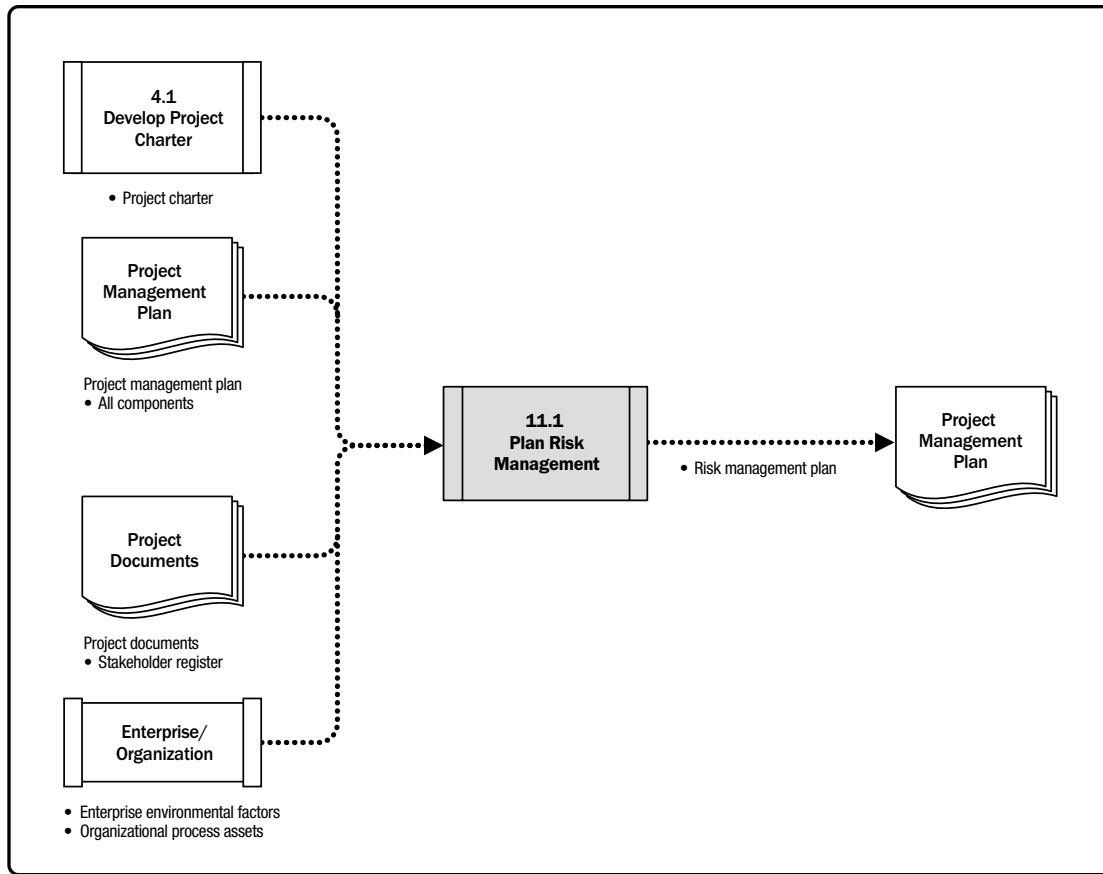 4.1
Develop Project
Charter
• Project charter
Project
Management
Plan
Project management plan
• All components
Project
Documents
Project documents
• Stakeholder register
Enterprise/
Organization
• Enterprise environmental factors
• Organizational process assets
11.1
Plan Risk
Management
• Risk management plan
Project
Management
Plan